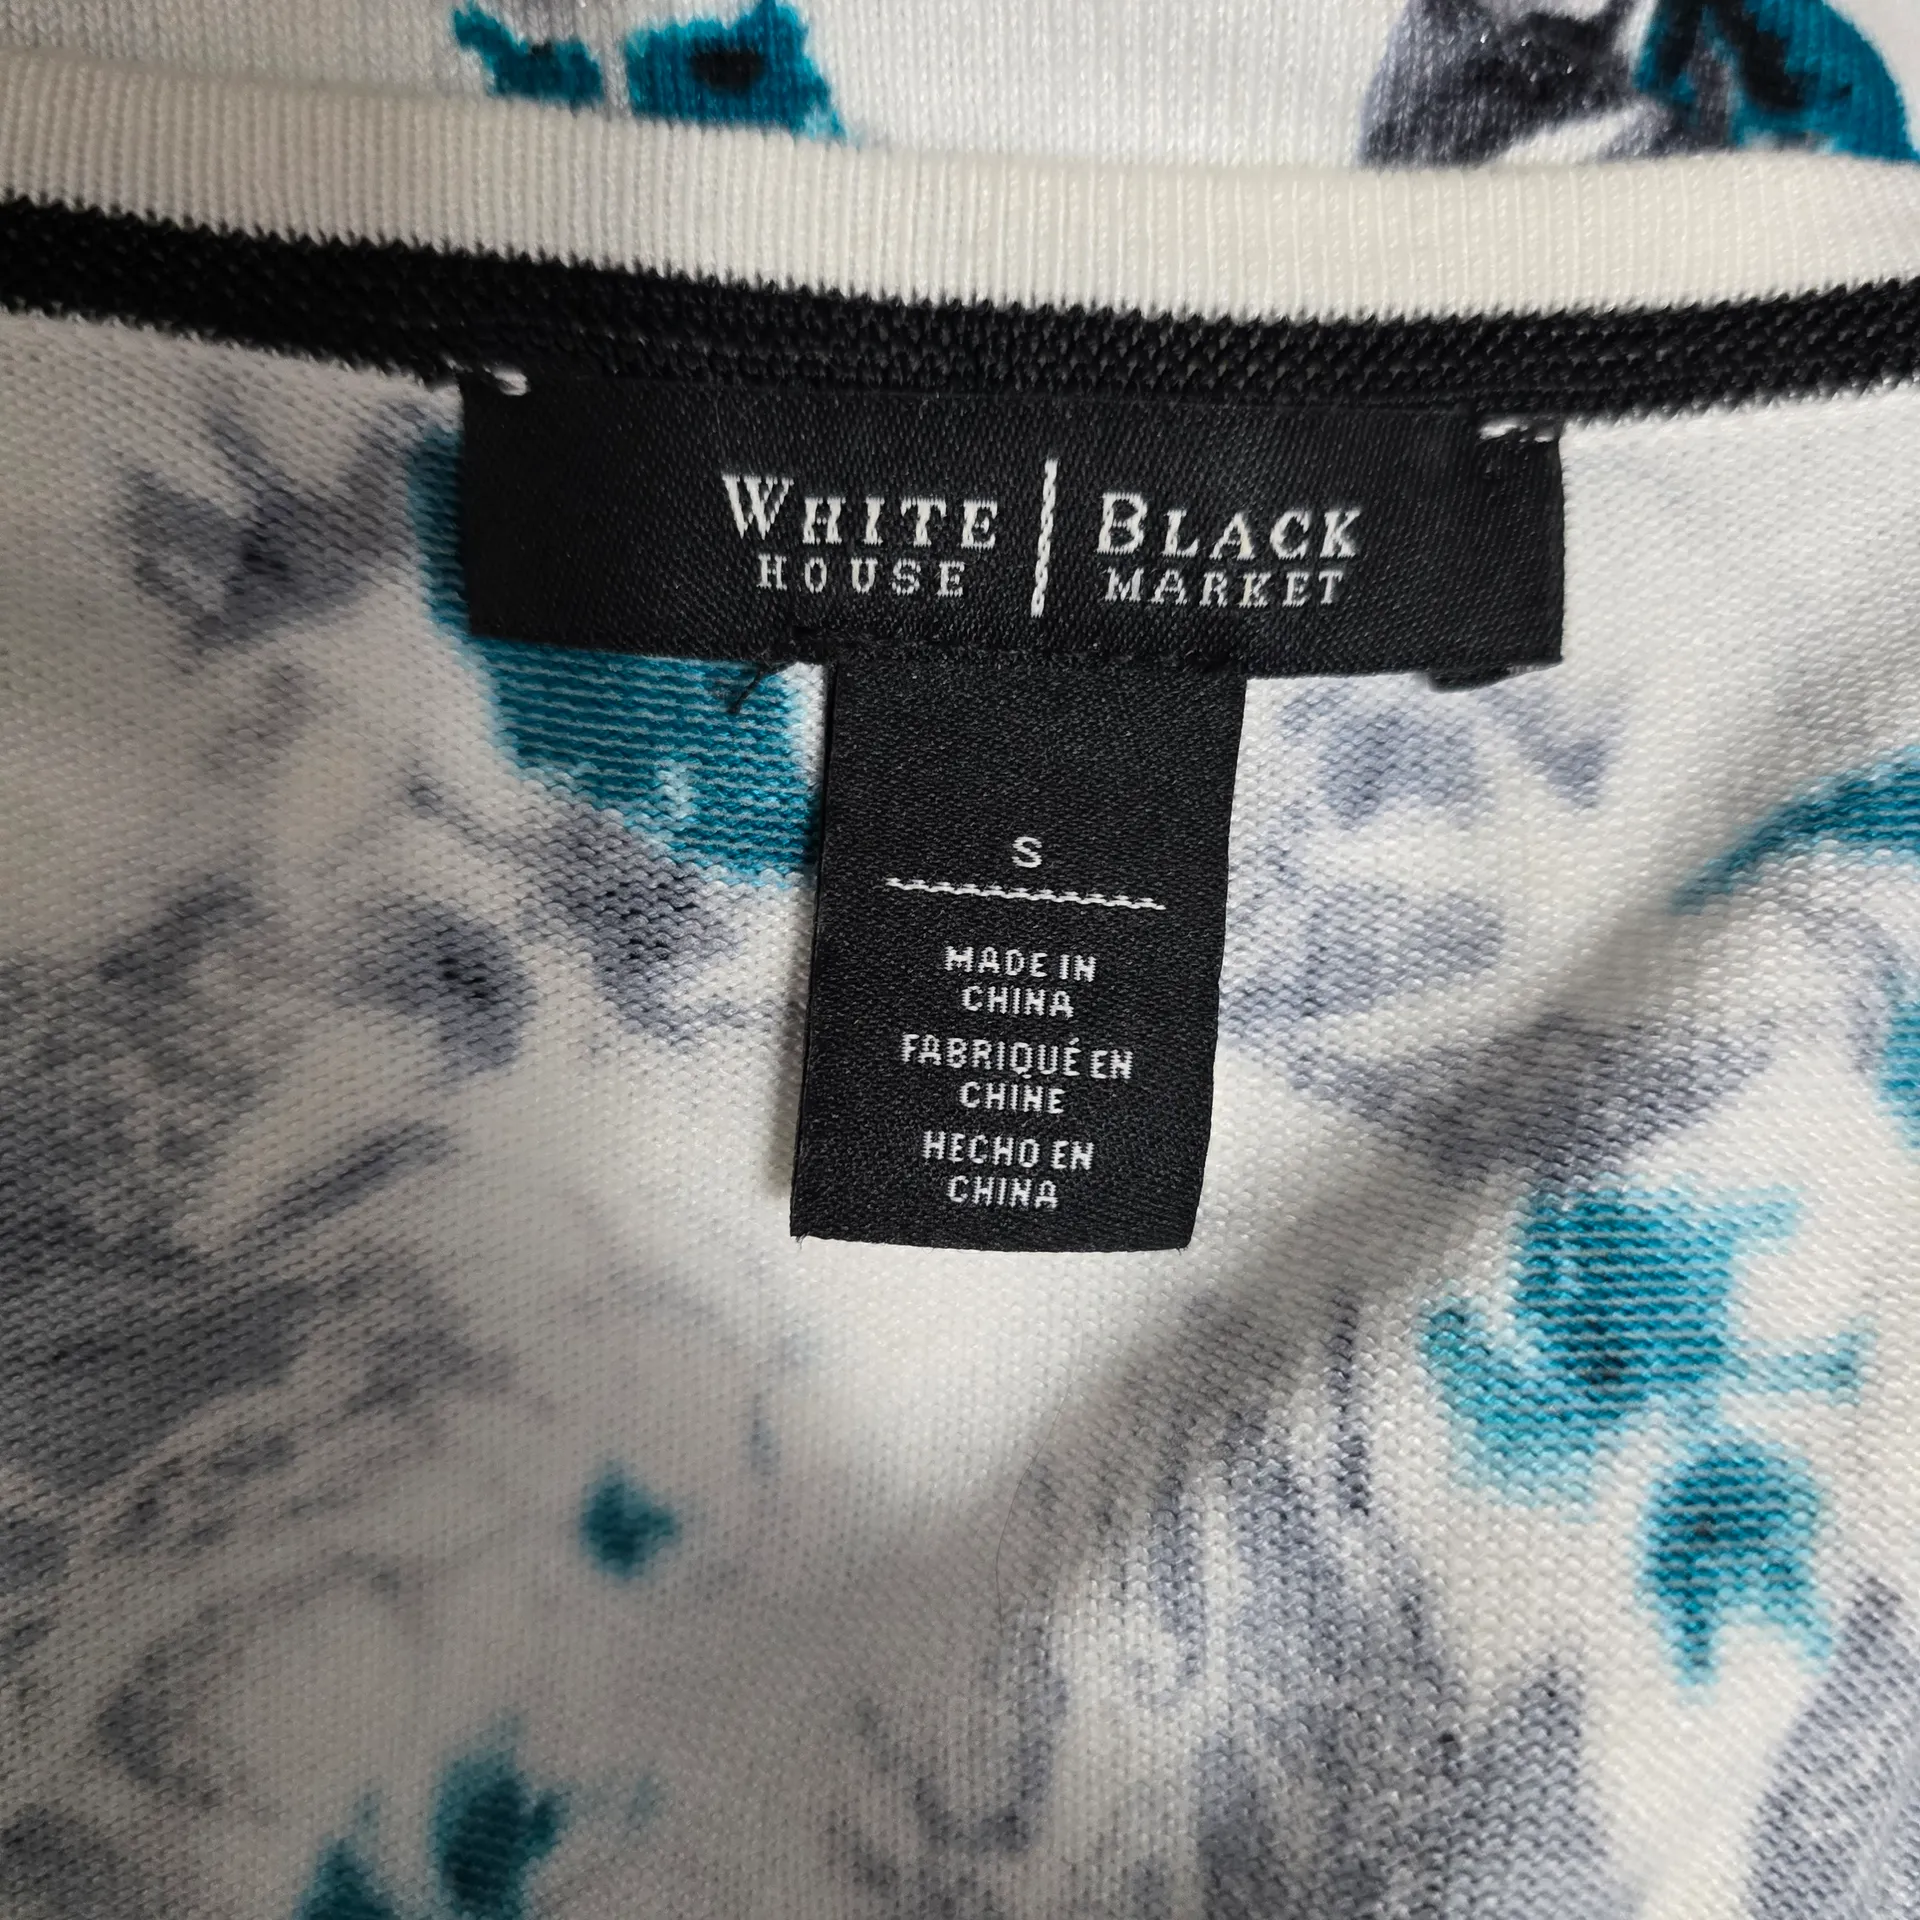 WHITE | BLACK
HOUSE | MARKET
S
MADE IN
CHINA
FABRIQUÉ EN
CHINE
HECHO EN
CHINA